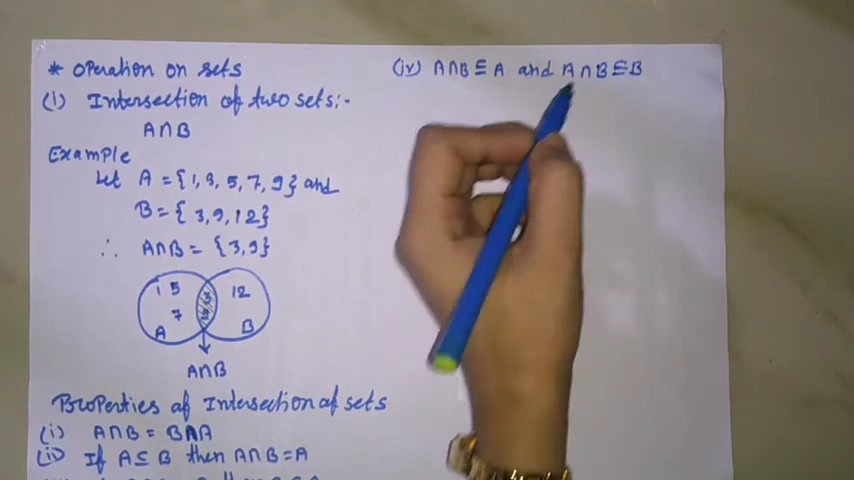 * Operation on sets
(i) Intersection of two sets:-
A∩B
Example
Let A = {1, 3, 5, 7, 9} and
B = { 3, 9, 12}
∴ A∩B = {3, 9}
1 5
7
12
A
B
A∩B
Properties of Intersection of sets
(i) A∩B = B∩A
(ii) If A ⊆ B then A∩B = A
(iv) A∩B ⊆ A and A∩B ⊆ B